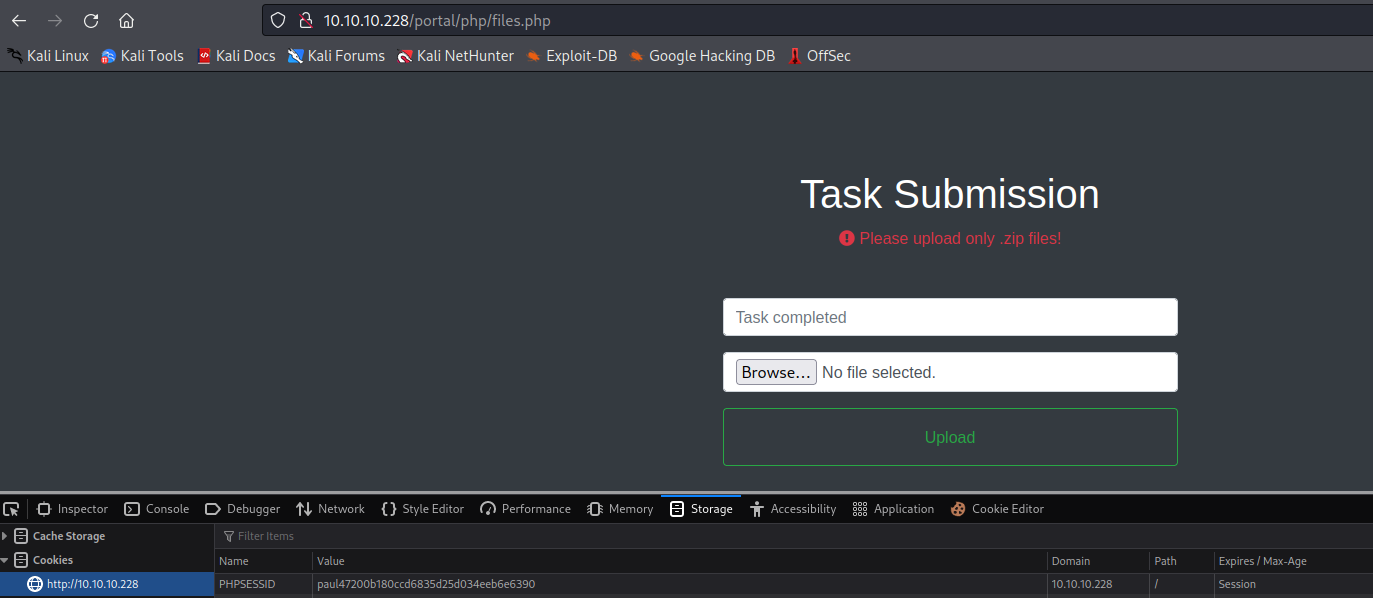 10.10.10.228/portal/php/files.php
Kali Linux Kali Tools Kali Docs Kali Forums Kali NetHunter Exploit-DB Google Hacking DB OffSec
Task Submission
Please upload only .zip files!
Task completed
Browse... No file selected.
Upload
Inspector Console Debugger Network Style Editor Performance Memory Storage Accessibility Application Cookie Editor
Cache Storage Filter Items
Cookies Name Value Domain Path Expires / Max-Age
http://10.10.10.228 PHPSESSID paul47200b180ccd6835d25d034eeb6e6390 10.10.10.228 / Session